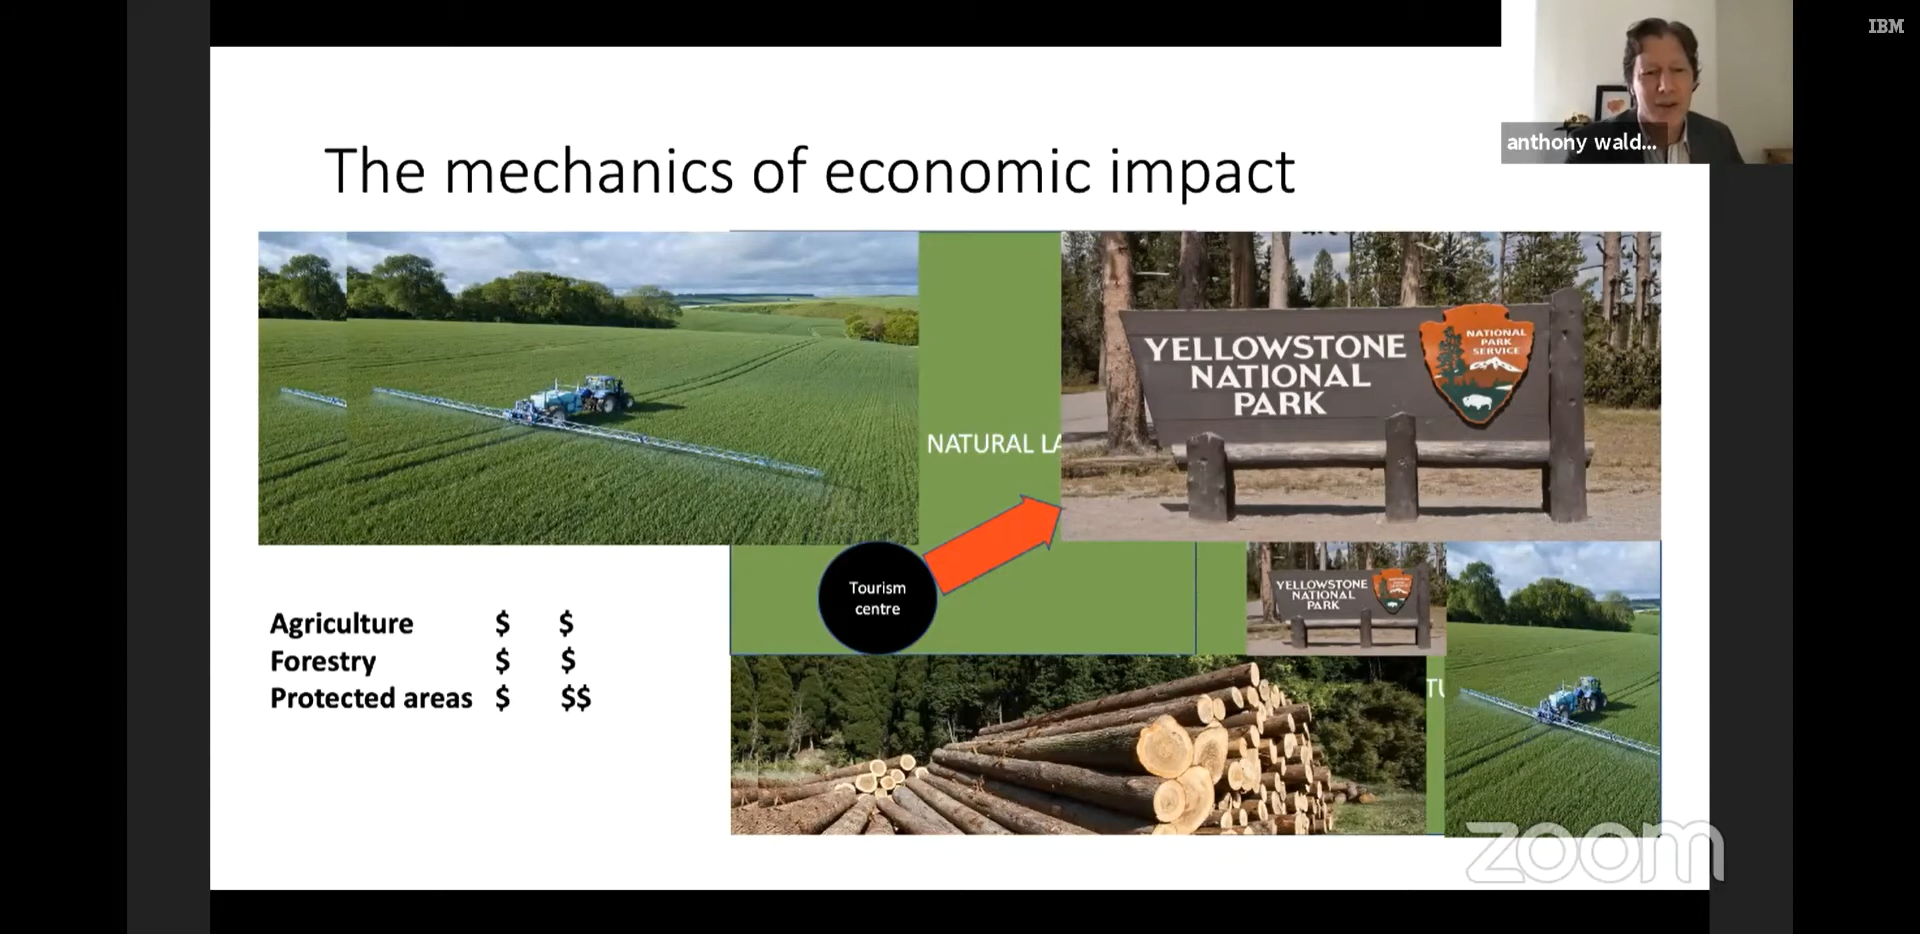 IBM
anthony wald...
The mechanics of economic impact
YELLOWSTONE
NATIONAL
PARK
NATIONAL
PARK
SERVICE
NATURAL LA
Tourism
centre
YELLOWSTONE
NATIONAL
PARK
Agriculture $ $
Forestry $ $
Protected areas $ $$
TU
zoom